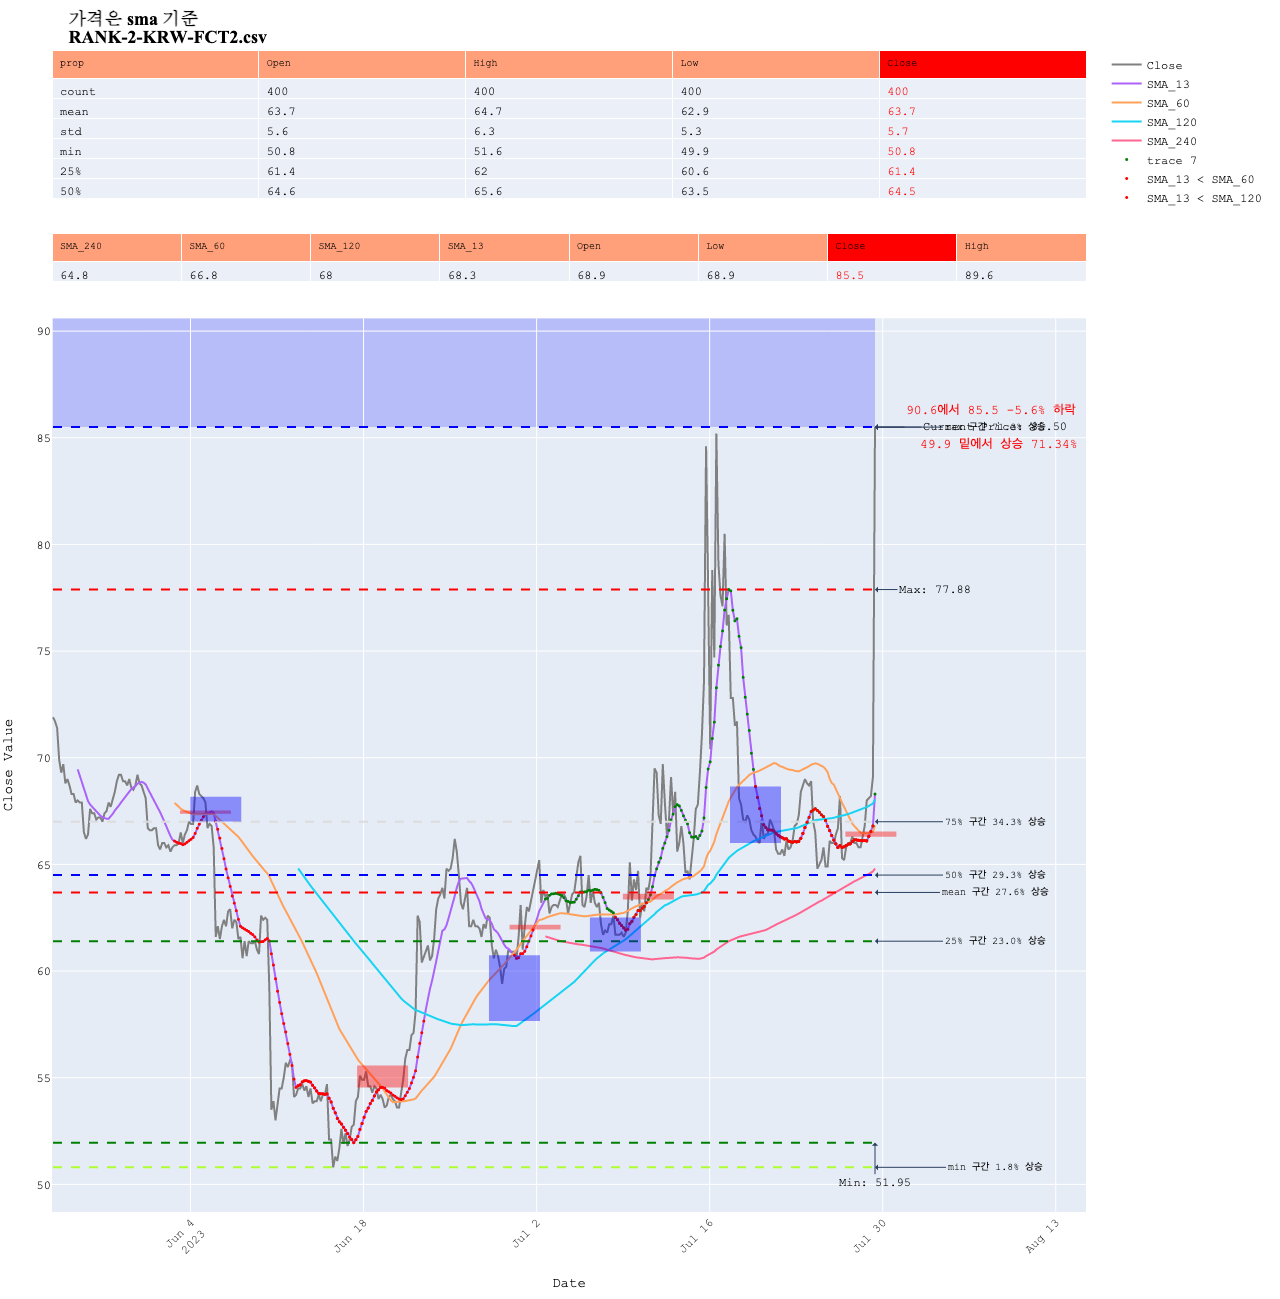 가격은 sma 기준
RANK-2-KRW-FCT2.csv
prop Open High Low Close
count 400 400 400 400
mean 63.7 64.7 62.9 63.7
std 5.6 6.3 5.3 5.7
min 50.8 51.6 49.9 50.8
25% 61.4 62 60.6 61.4
50% 64.6 65.6 63.5 64.5
Close
SMA_13
SMA_60
SMA_120
SMA_240
trace 7
SMA_13 < SMA_60
SMA_13 < SMA_120
SMA_240 SMA_60 SMA_120 SMA_13 Open Low Close High
64.8 66.8 68 68.3 68.9 68.9 85.5 89.6
90
85
80
75
70
65
60
55
50
Close Value
90.6에서 85.5 -5.6% 하락
49.9 밑에서 상승 71.34%
Max: 77.88
75% 구간 34.3% 상승
50% 구간 29.3% 상승
mean 구간 27.6% 상승
25% 구간 23.0% 상승
min 구간 1.8% 상승
Min: 51.95
Jun 4
2023
Jun 18
Jul 2
Jul 16
Jul 30
Aug 13
Date